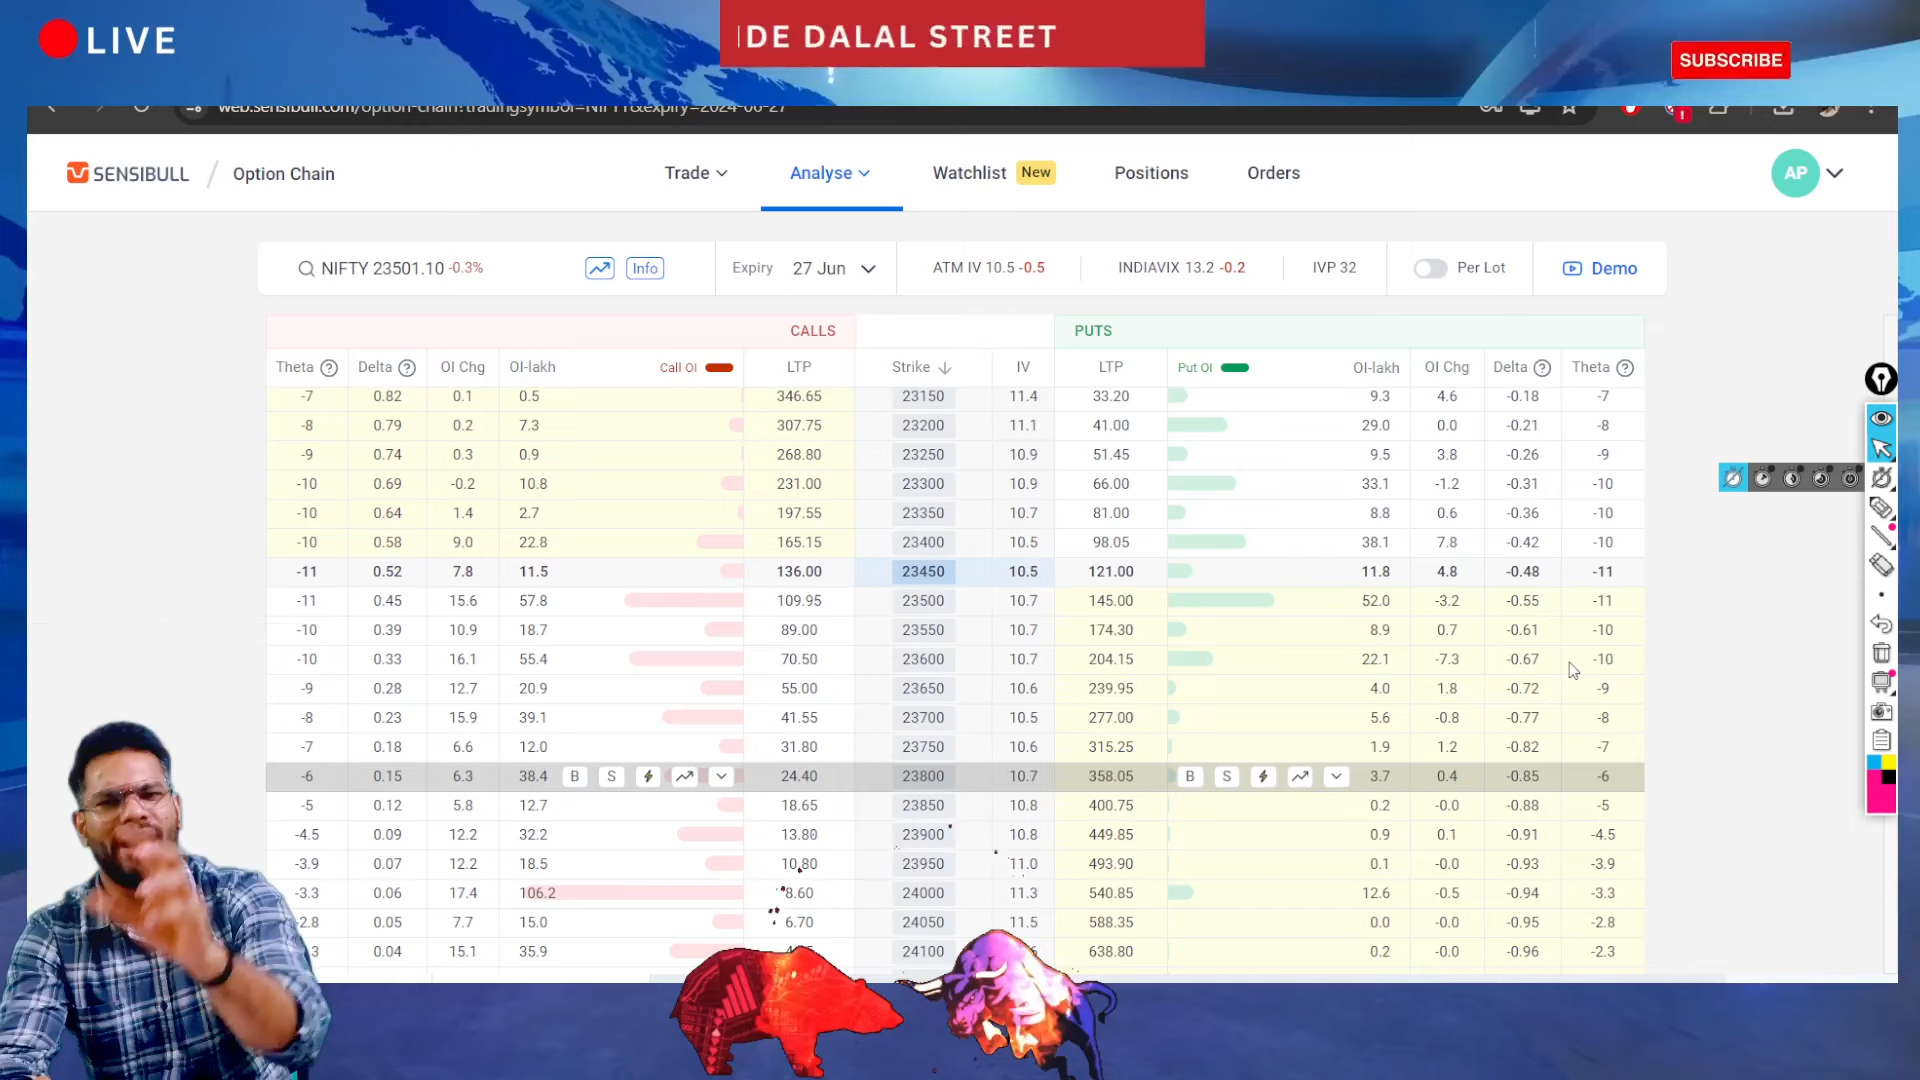 LIVE
DE DALAL STREET
SUBSCRIBE
web.sensibull.com/option-chain?tradingsymbol=NIFTY&expiry=2024-06-27
SENSIBULL / Option Chain Trade Analyse Watchlist New Positions Orders AP
NIFTY 23501.10 -0.3% Info Expiry 27 Jun ATM IV 10.5 -0.5 INDIAVIX 13.2 -0.2 IVP 32 Per Lot Demo
CALLS PUTS
Theta Delta OI Chg OI-lakh Call OI LTP Strike IV LTP Put OI OI-lakh OI Chg Delta Theta
-7 0.82 0.1 0.5 346.65 23150 11.4 33.20 9.3 4.6 -0.18 -7
-8 0.79 0.2 7.3 307.75 23200 11.1 41.00 29.0 0.0 -0.21 -8
-9 0.74 0.3 0.9 268.80 23250 10.9 51.45 9.5 3.8 -0.26 -9
-10 0.69 -0.2 10.8 231.00 23300 10.9 66.00 33.1 -1.2 -0.31 -10
-10 0.64 1.4 2.7 197.55 23350 10.7 81.00 8.8 0.6 -0.36 -10
-10 0.58 9.0 22.8 165.15 23400 10.5 98.05 38.1 7.8 -0.42 -10
-11 0.52 7.8 11.5 136.00 23450 10.5 121.00 11.8 4.8 -0.48 -11
-11 0.45 15.6 57.8 109.95 23500 10.7 145.00 52.0 -3.2 -0.55 -11
-10 0.39 10.9 18.7 89.00 23550 10.7 174.30 8.9 0.7 -0.61 -10
-10 0.33 16.1 55.4 70.50 23600 10.7 204.15 22.1 -7.3 -0.67 -10
-9 0.28 12.7 20.9 55.00 23650 10.6 239.95 4.0 1.8 -0.72 -9
-8 0.23 15.9 39.1 41.55 23700 10.5 277.00 5.6 -0.8 -0.77 -8
-7 0.18 6.6 12.0 31.80 23750 10.6 315.25 1.9 1.2 -0.82 -7
-6 0.15 6.3 38.4 B S 24.40 23800 10.7 358.05 B S 3.7 0.4 -0.85 -6
-5 0.12 5.8 12.7 18.65 23850 10.8 400.75 0.2 -0.0 -0.88 -5
-4.5 0.09 12.2 32.2 13.80 23900 10.8 449.85 0.9 0.1 -0.91 -4.5
-3.9 0.07 12.2 18.5 10.80 23950 11.0 493.90 0.1 -0.0 -0.93 -3.9
-3.3 0.06 17.4 106.2 8.60 24000 11.3 540.85 12.6 -0.5 -0.94 -3.3
-2.8 0.05 7.7 15.0 6.70 24050 11.5 588.35 0.0 -0.0 -0.95 -2.8
0.04 15.1 35.9 24100 638.80 0.2 -0.0 -0.96 -2.3